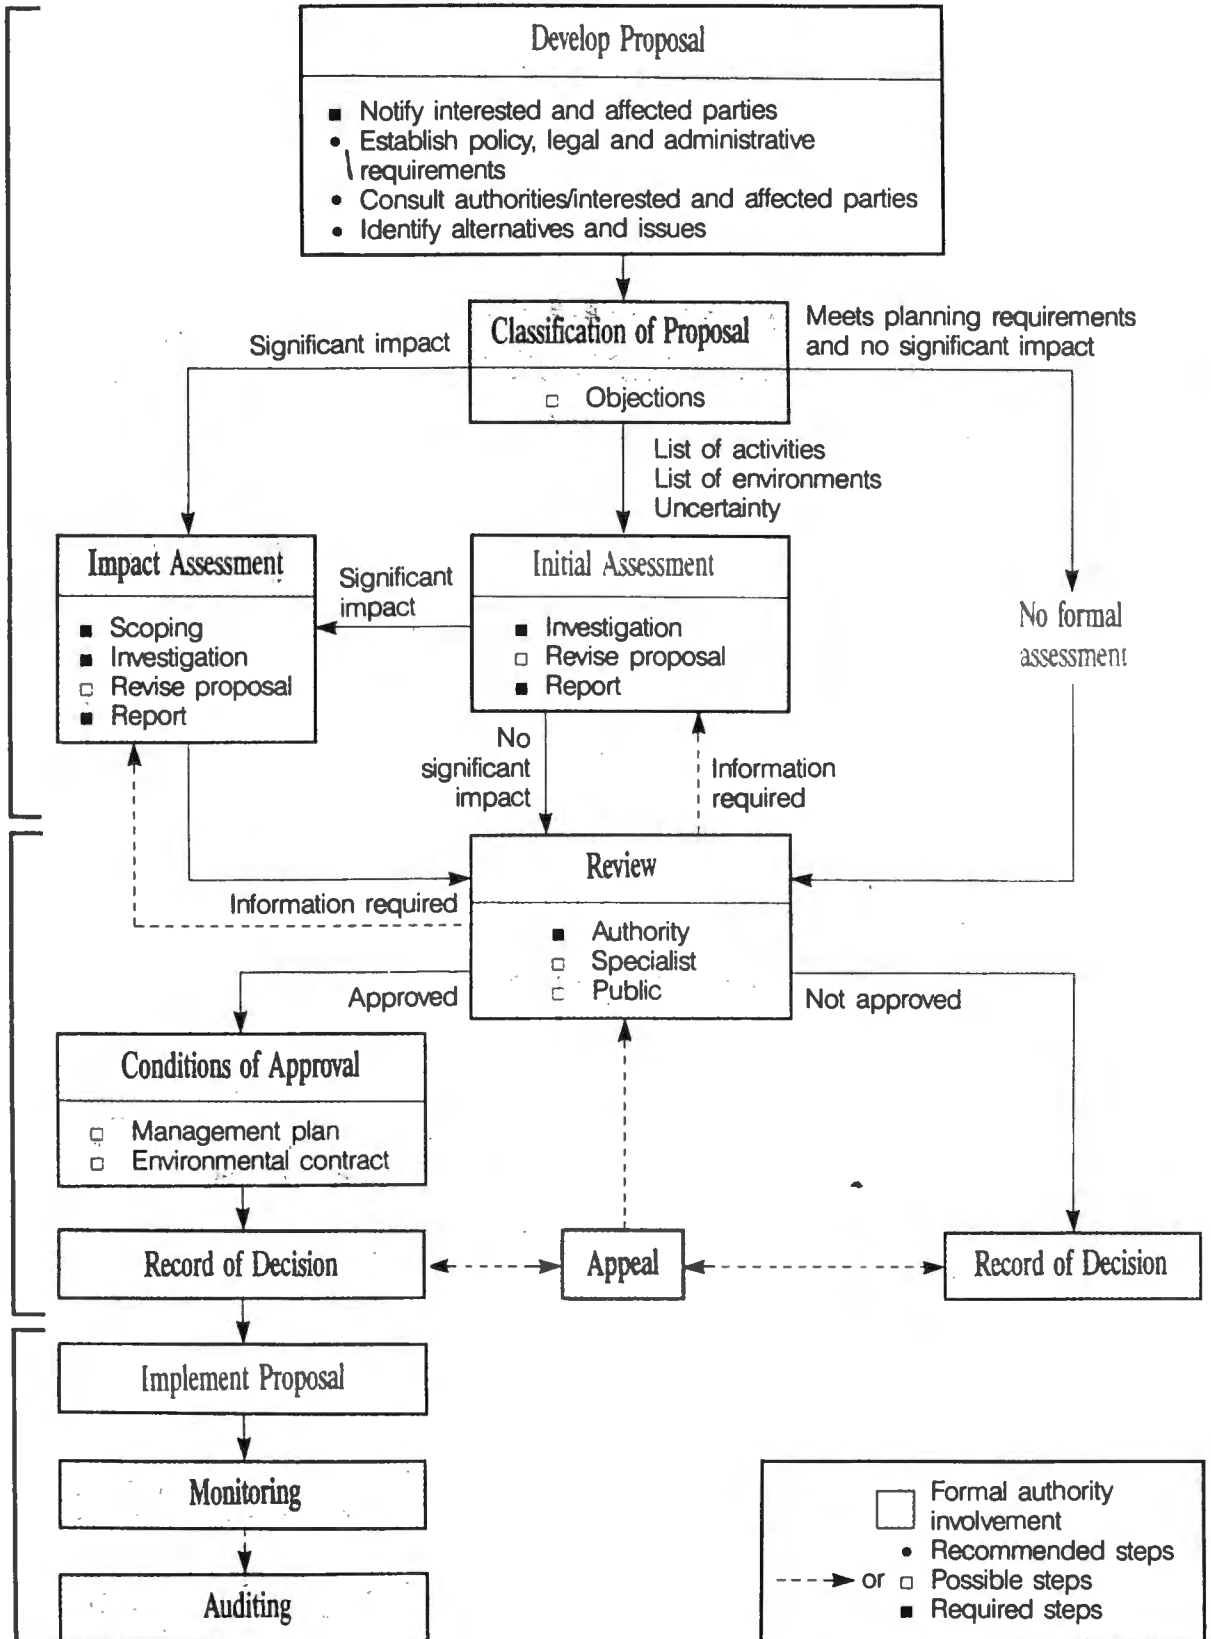 Develop Proposal
■ Notify interested and affected parties
• Establish policy, legal and administrative
requirements
• Consult authorities/interested and affected parties
• Identify alternatives and issues
Significant impact
Classification of Proposal
□ Objections
Meets planning requirements
and no significant impact
List of activities
List of environments
Uncertainty
Impact Assessment
■ Scoping
■ Investigation
□ Revise proposal
■ Report
Significant
impact
Initial Assessment
■ Investigation
□ Revise proposal
■ Report
No formal
assessment
No
significant
impact
Information
required
Review
■ Authority
□ Specialist
□ Public
Information required
Approved
Not approved
Conditions of Approval
□ Management plan
□ Environmental contract
Record of Decision
Appeal
Record of Decision
Implement Proposal
Monitoring
Auditing
Formal authority
involvement
• Recommended steps
or □ Possible steps
■ Required steps